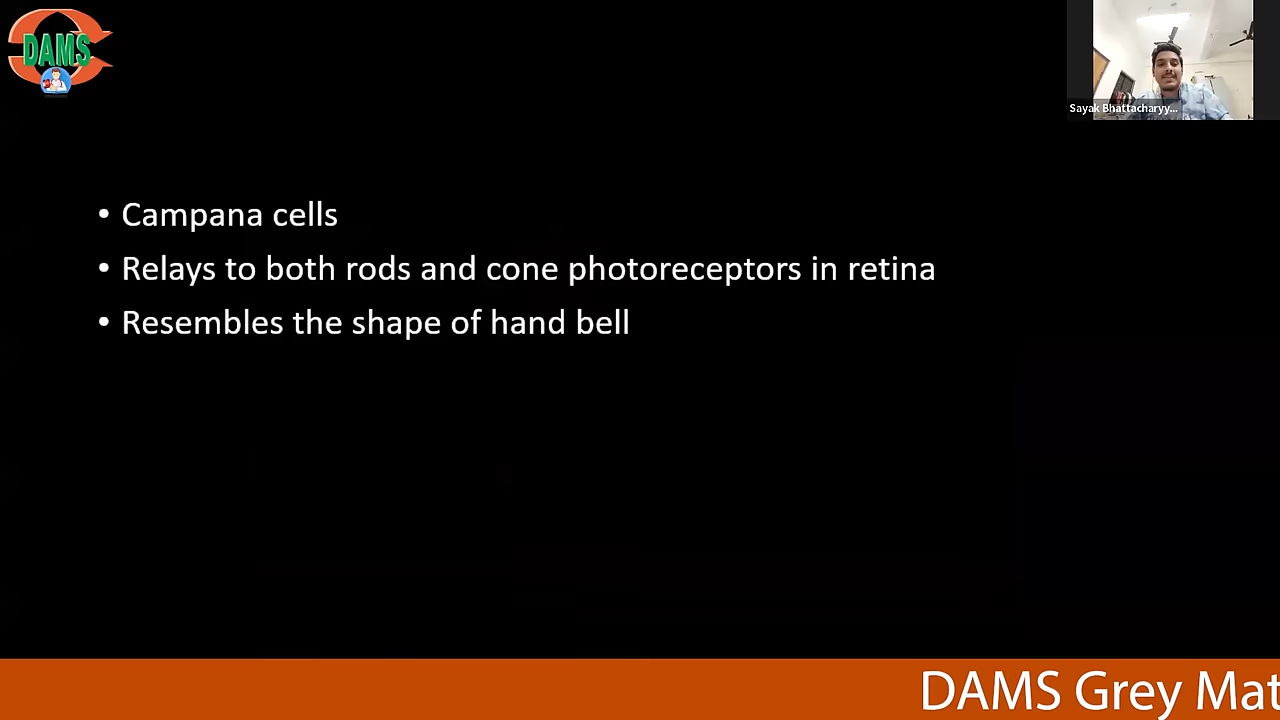 DAMS
Sayak Bhattacharyy...
• Campana cells
• Relays to both rods and cone photoreceptors in retina
• Resembles the shape of hand bell
DAMS Grey Mat